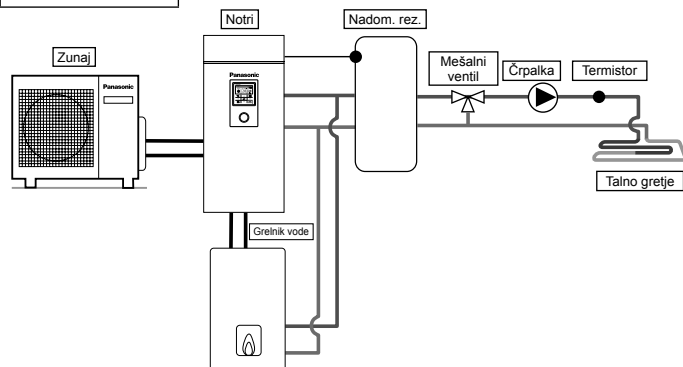 Notri
Nadom. rez.
Zunaj
Mešalni
ventil
Črpalka
Termistor
Panasonic
Panasonic
Talno gretje
Grelnik vode